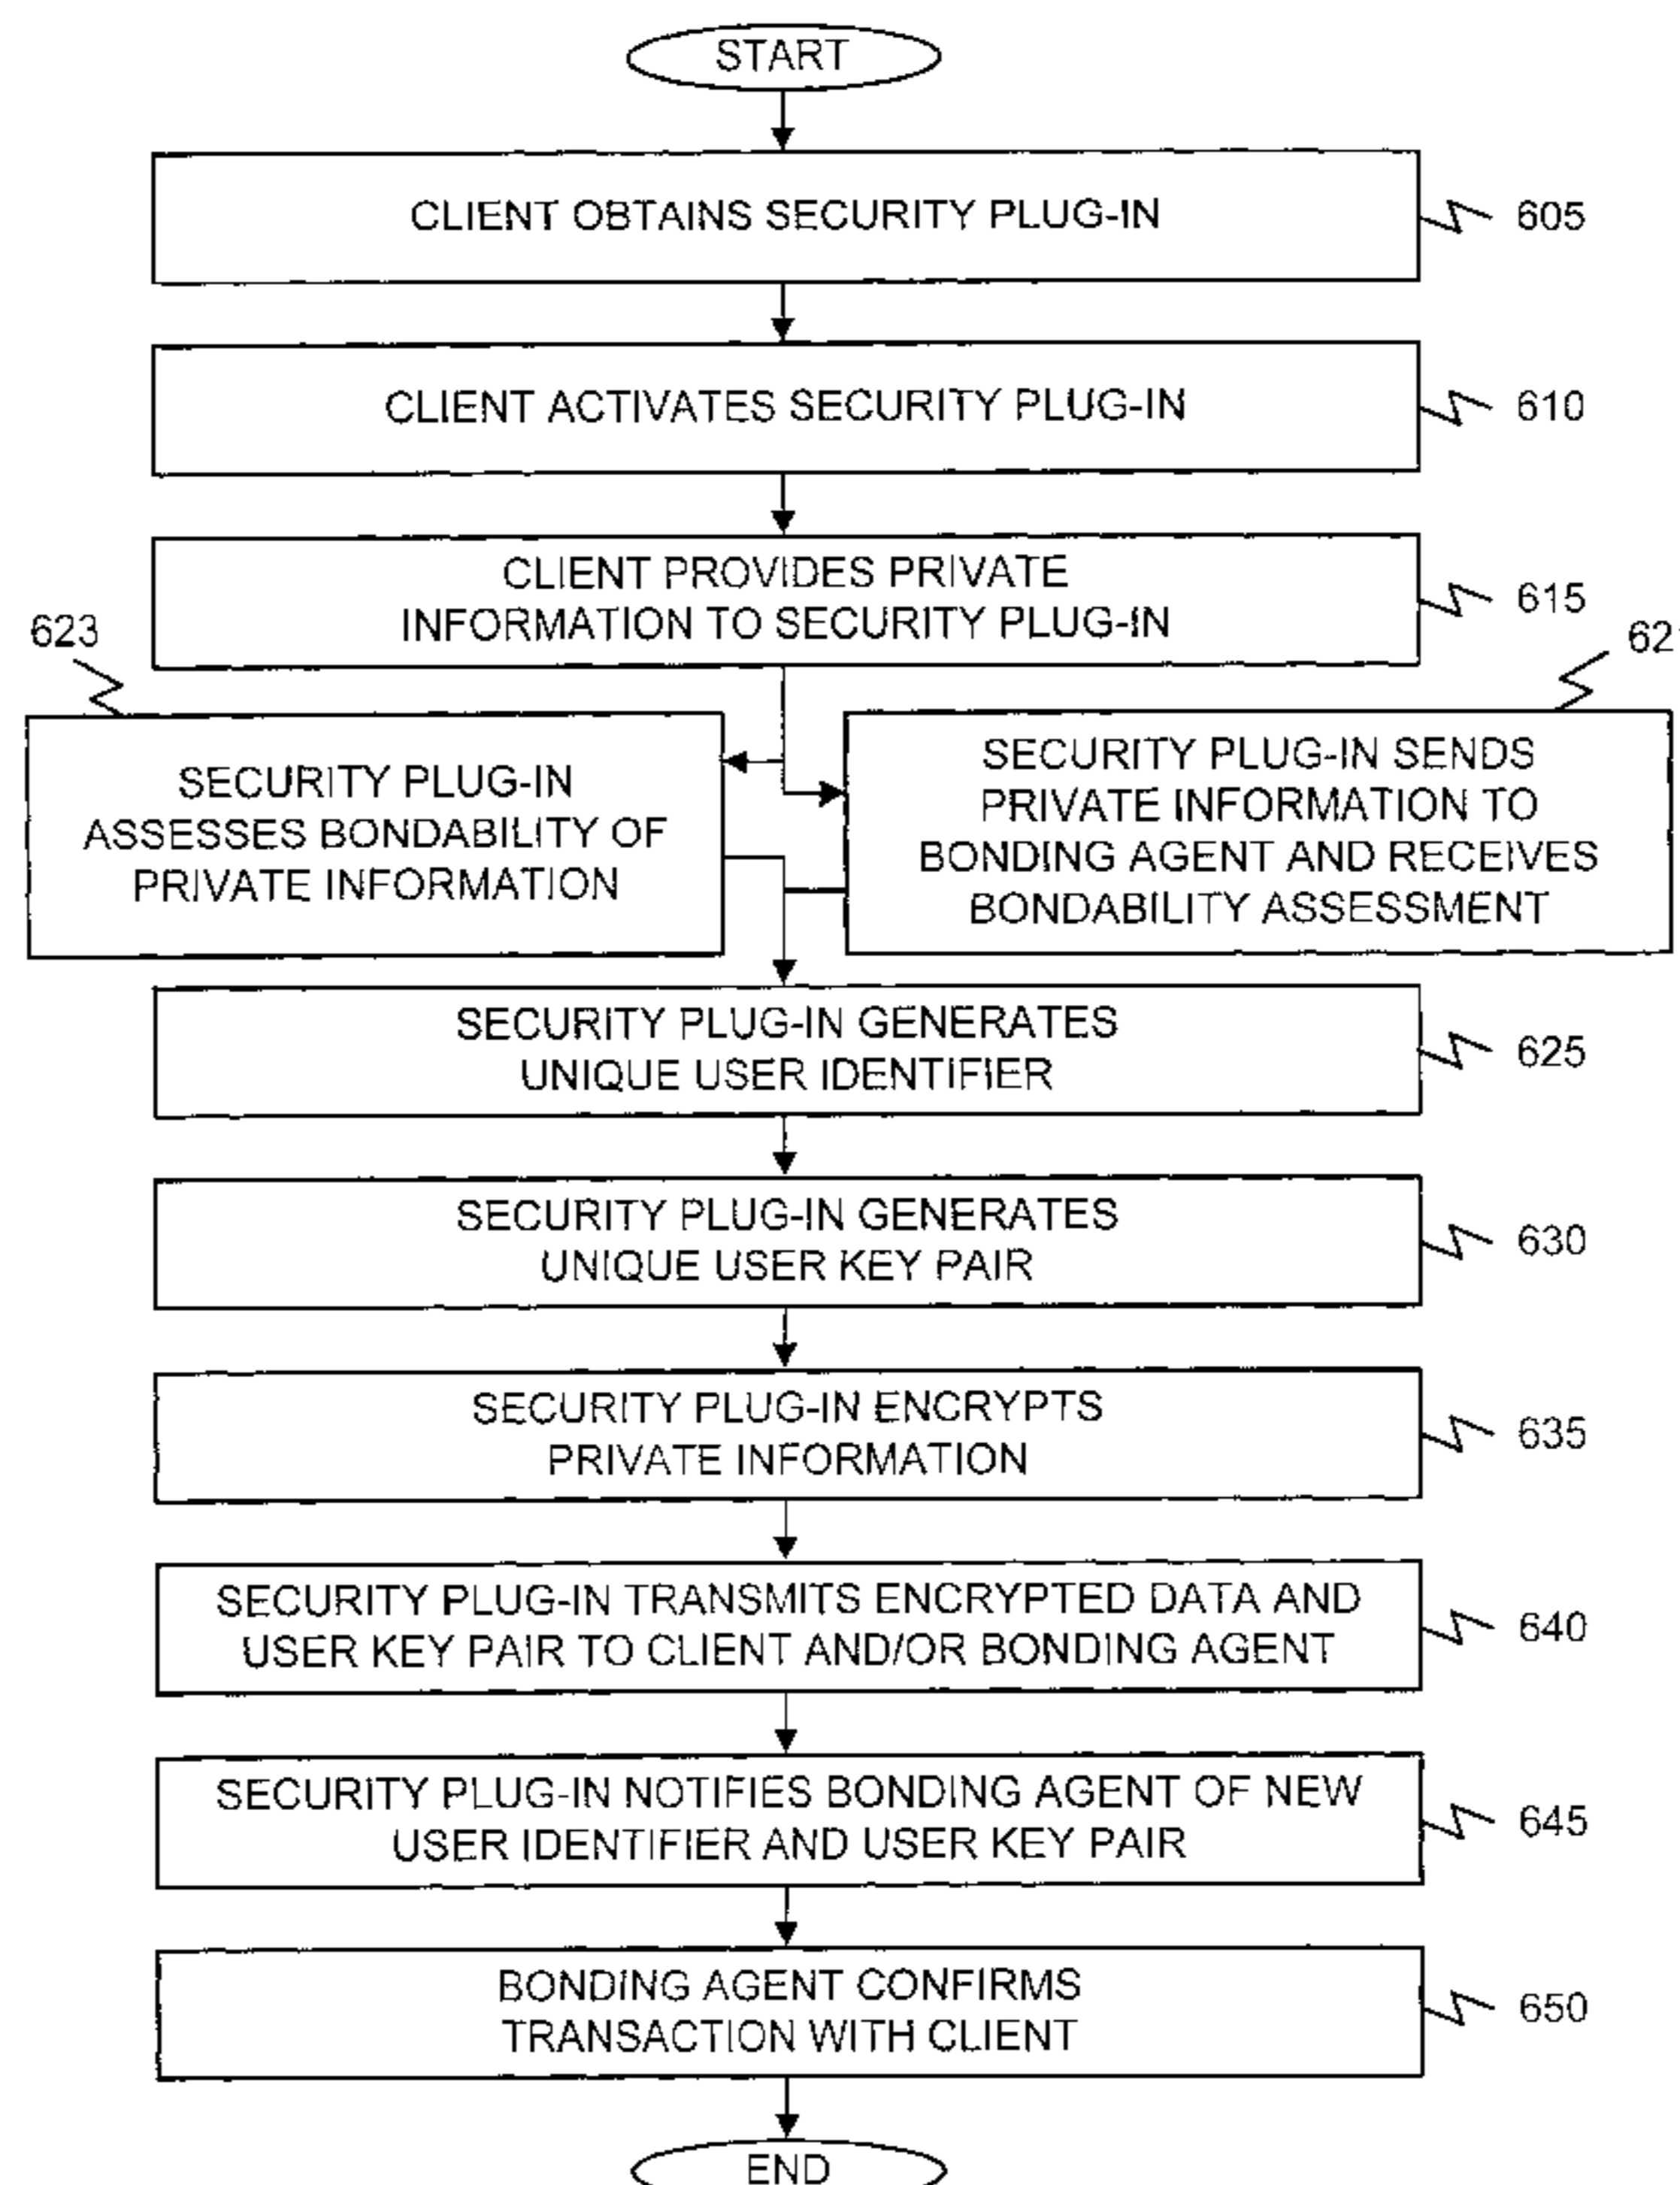 START
CLIENT OBTAINS SECURITY PLUG-IN
605
CLIENT ACTIVATES SECURITY PLUG-IN
610
CLIENT PROVIDES PRIVATE
INFORMATION TO SECURITY PLUG-IN
615
623
62
SECURITY PLUG-IN
ASSESSES BONDABILITY OF
PRIVATE INFORMATION
SECURITY PLUG-IN SENDS
PRIVATE INFORMATION TO
BONDING AGENT AND RECEIVES
BONDABILITY ASSESSMENT
SECURITY PLUG-IN GENERATES
UNIQUE USER IDENTIFIER
625
SECURITY PLUG-IN GENERATES
UNIQUE USER KEY PAIR
630
SECURITY PLUG-IN ENCRYPTS
PRIVATE INFORMATION
635
SECURITY PLUG-IN TRANSMITS ENCRYPTED DATA AND
USER KEY PAIR TO CLIENT AND/OR BONDING AGENT
640
SECURITY PLUG-IN NOTIFIES BONDING AGENT OF NEW
USER IDENTIFIER AND USER KEY PAIR
645
BONDING AGENT CONFIRMS
TRANSACTION WITH CLIENT
650
END